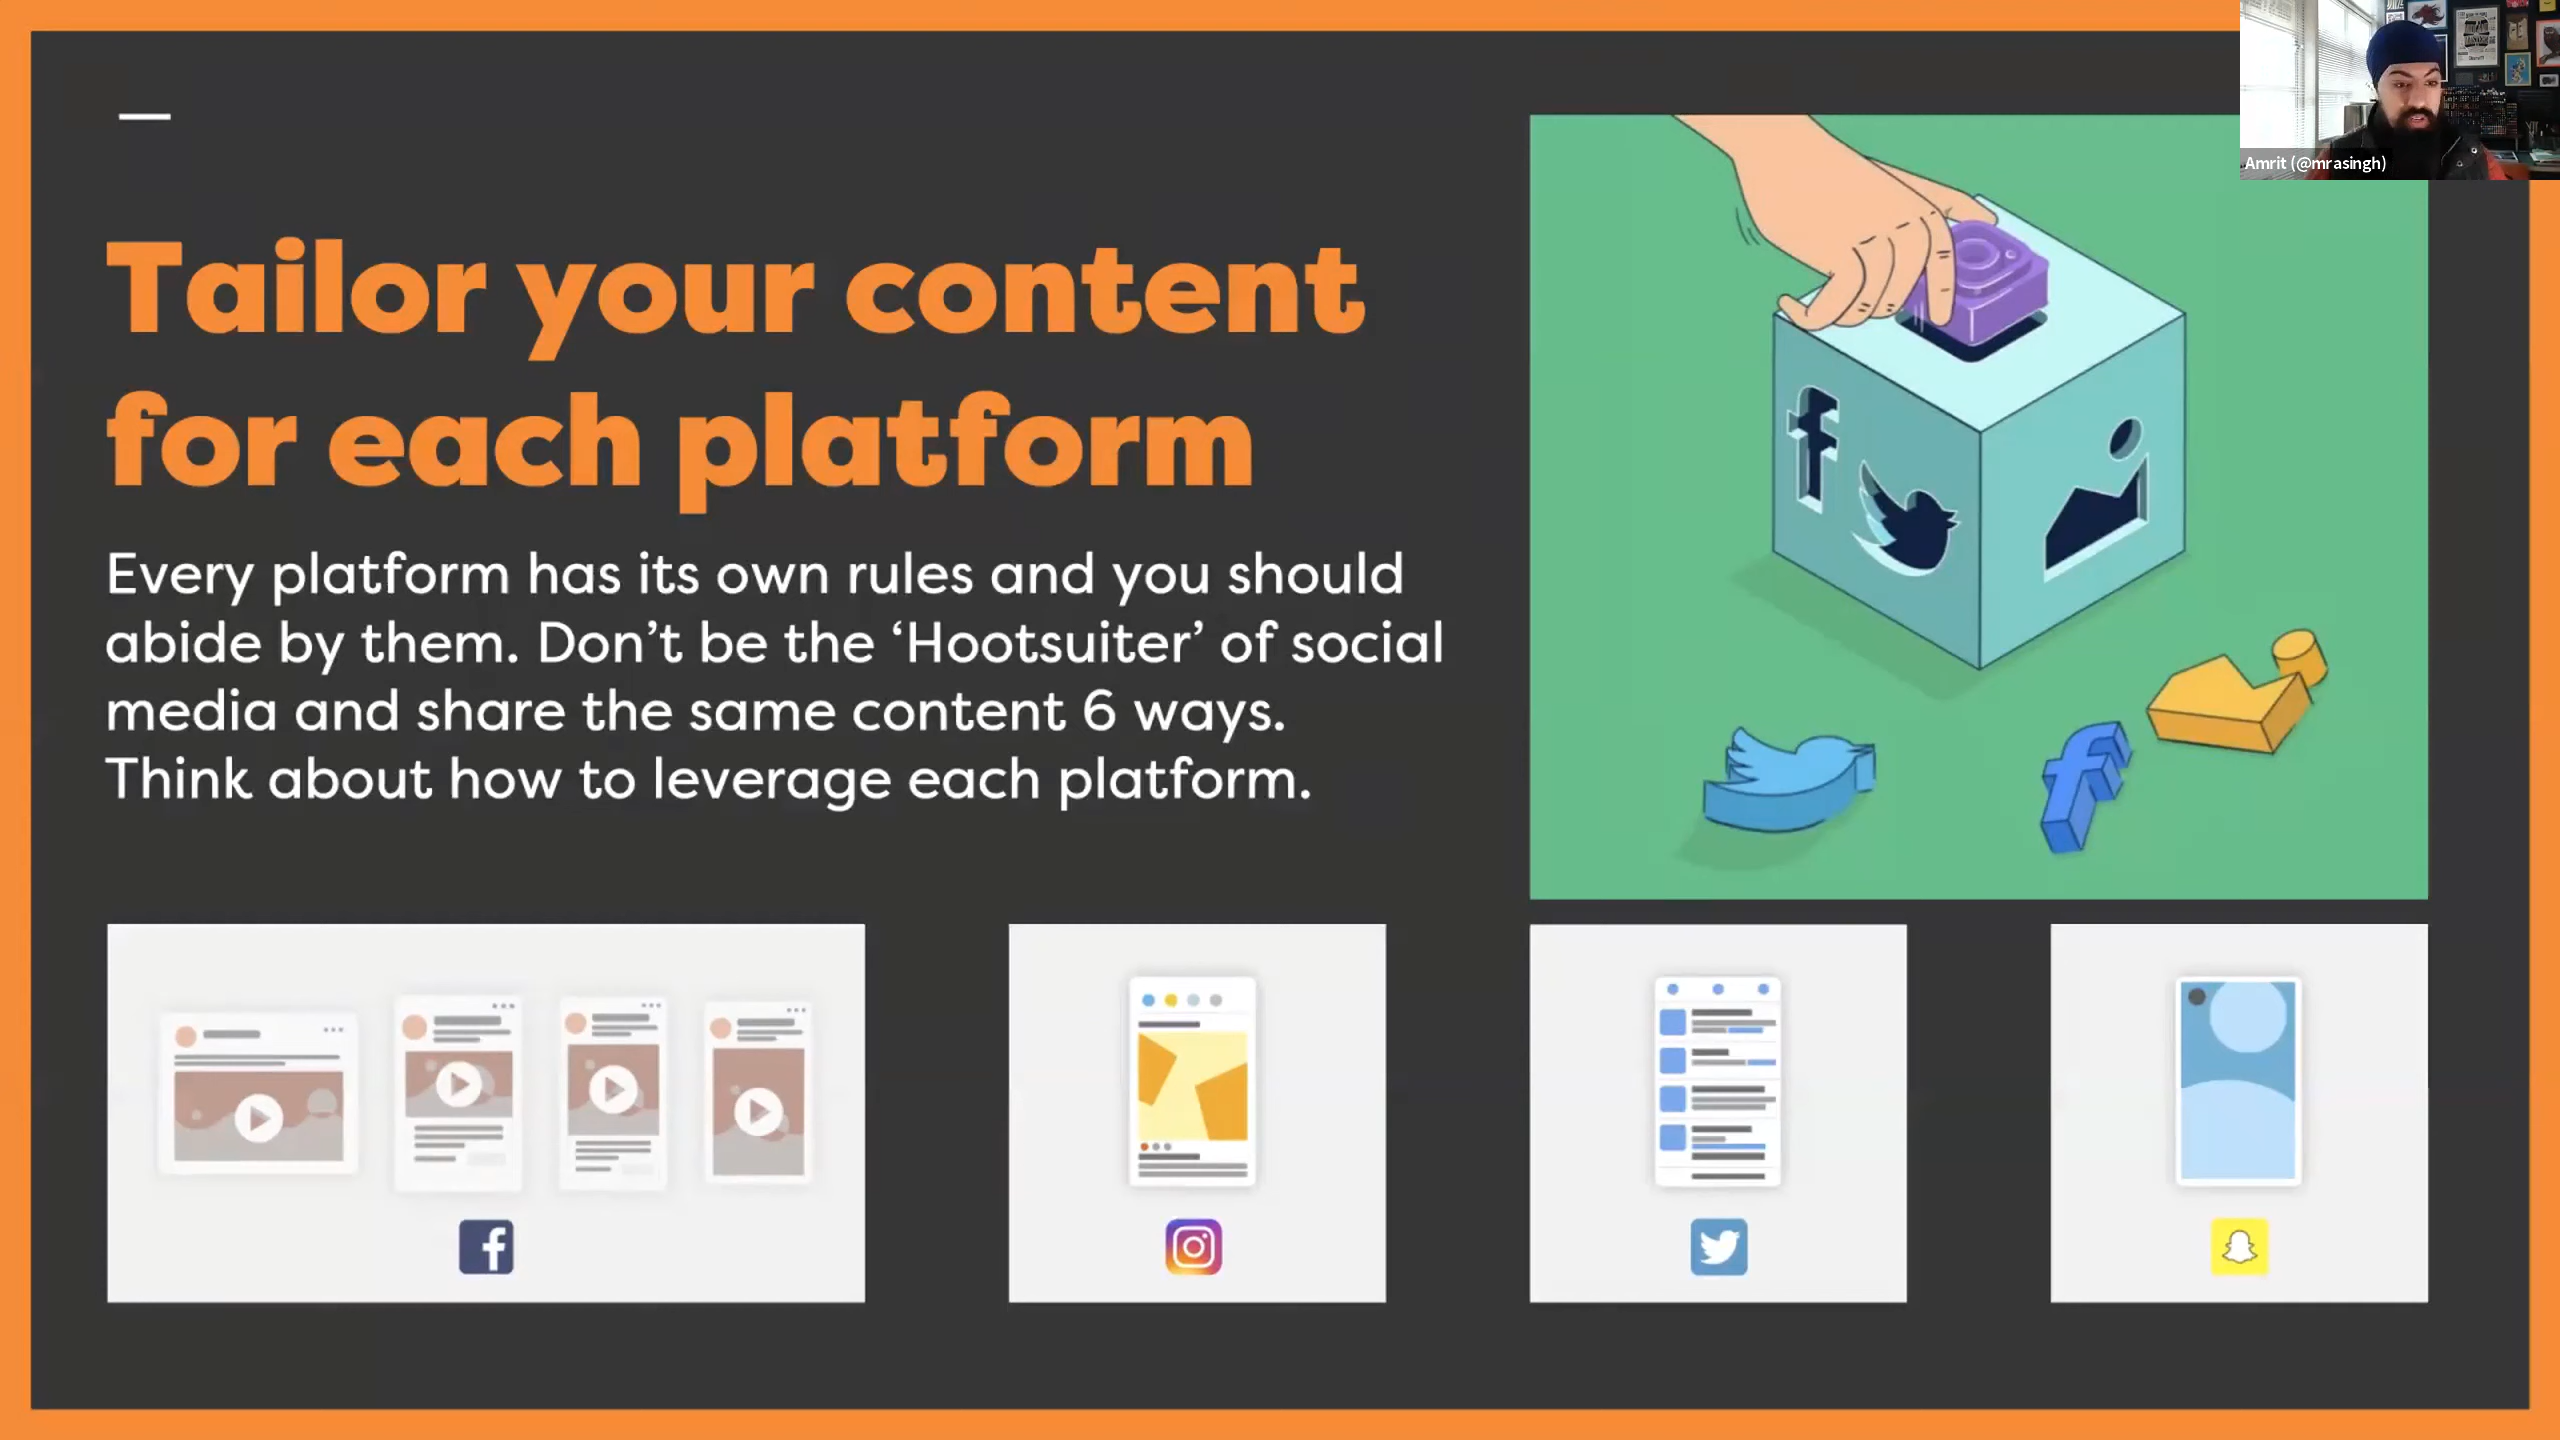 Amrit (@mrasingh)
Tailor your content
for each platform
Every platform has its own rules and you should
abide by them. Don’t be the ‘Hootsuiter’ of social
media and share the same content 6 ways.
Think about how to leverage each platform.